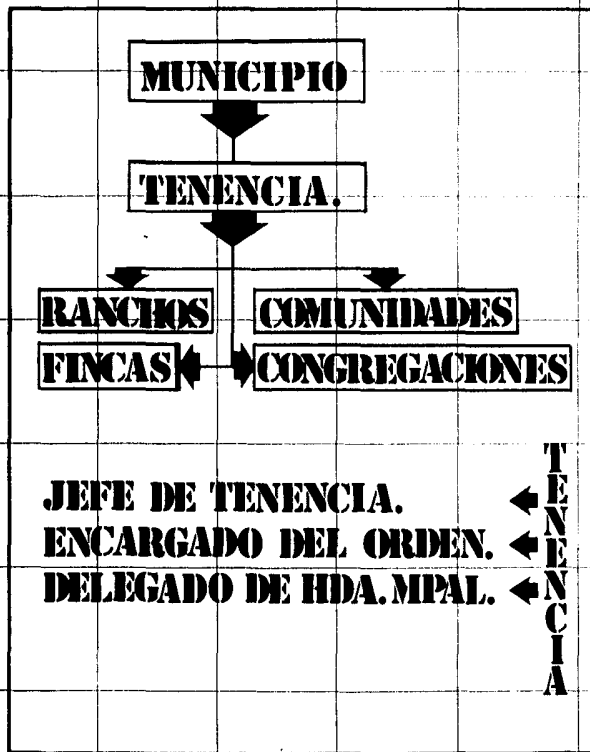 MUNICIPIO
TENENCIA.
RANCHOS COMUNIDADES
FINCAS CONGREGACIONES
JEFE DE TENENCIA.
ENCARGADO DEL ORDEN.
DELEGADO DE HDA. MPAL.
TENENCIA